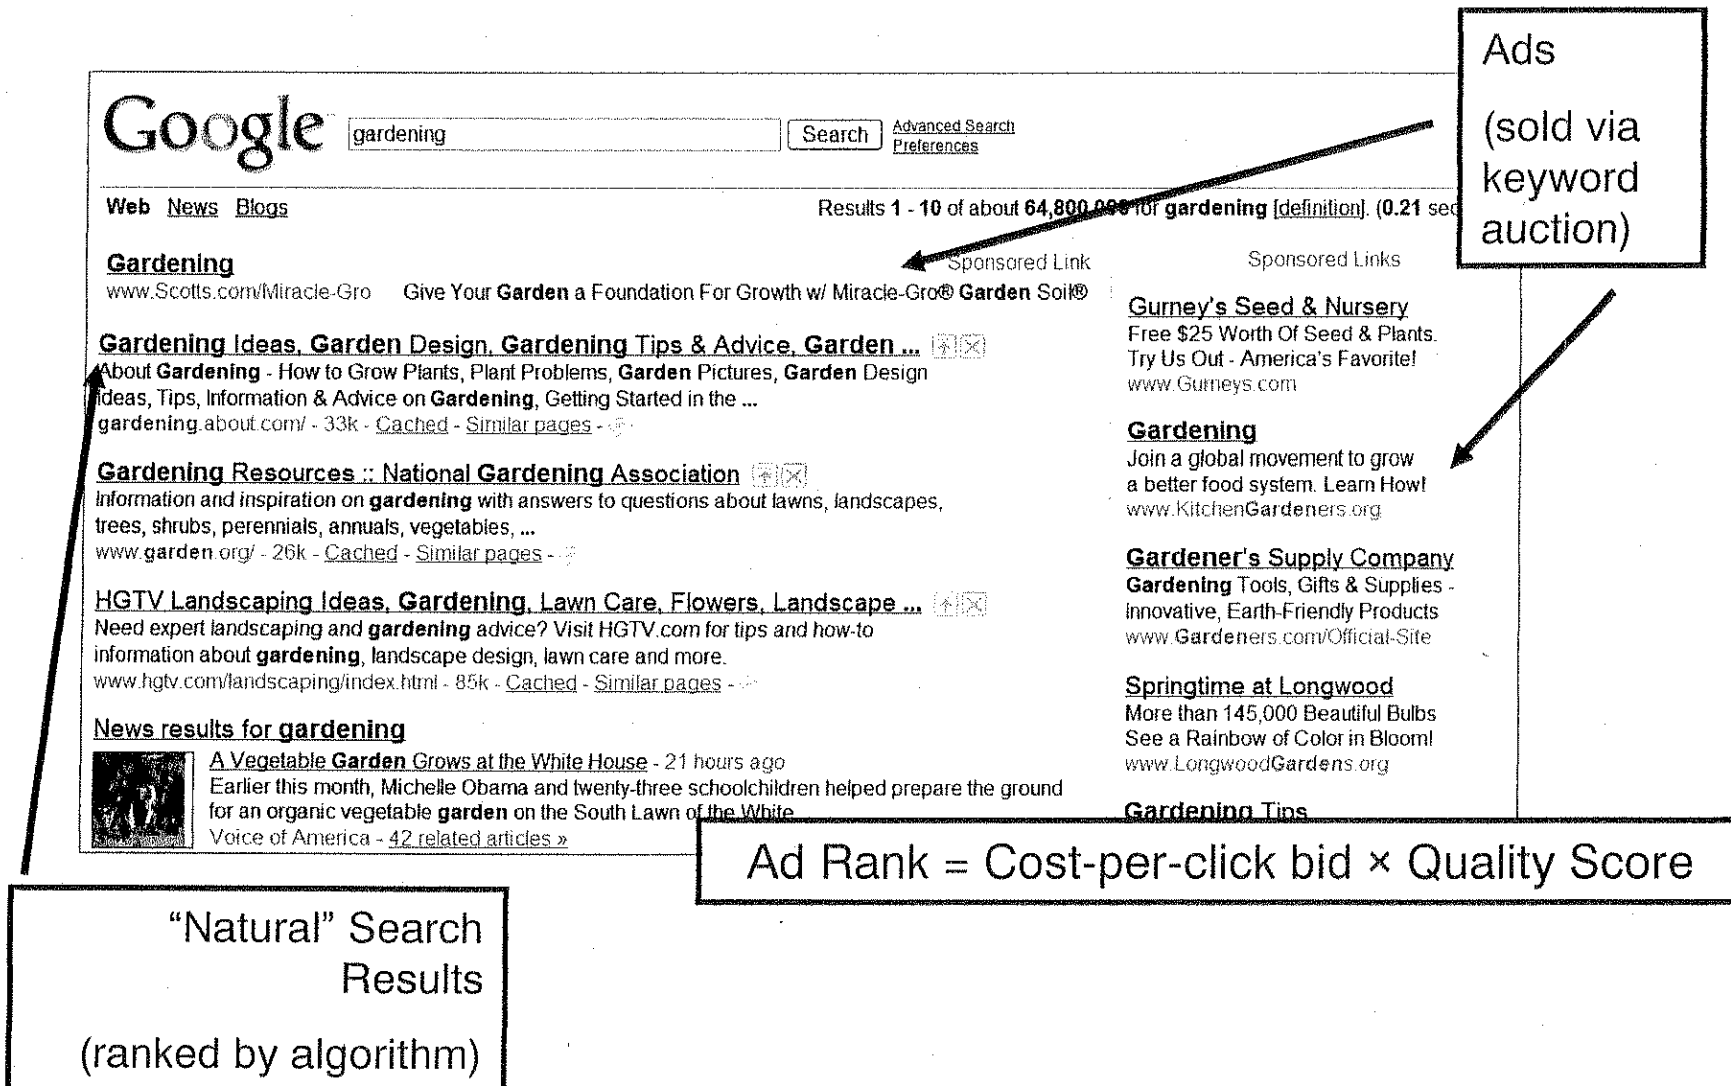 Ads
(sold via
keyword
auction)
Google
gardening
Search
Advanced Search
Preferences
Web News Blogs
Results 1 - 10 of about 64,800,000 for gardening [definition]. (0.21 sec
Gardening
Sponsored Link
www.Scotts.com/Miracle-Gro Give Your Garden a Foundation For Growth w/ Miracle-Gro® Garden Soil®
Gardening Ideas, Garden Design, Gardening Tips & Advice, Garden ...
About Gardening - How to Grow Plants, Plant Problems, Garden Pictures, Garden Design
Ideas, Tips, Information & Advice on Gardening, Getting Started in the ...
gardening.about.com/ - 33k - Cached - Similar pages -
Gardening Resources :: National Gardening Association
Information and inspiration on gardening with answers to questions about lawns, landscapes,
trees, shrubs, perennials, annuals, vegetables, ...
www.garden.org/ - 26k - Cached - Similar pages -
HGTV Landscaping Ideas, Gardening, Lawn Care, Flowers, Landscape ...
Need expert landscaping and gardening advice? Visit HGTV.com for tips and how-to
information about gardening, landscape design, lawn care and more.
www.hgtv.com/landscaping/index.html - 85k - Cached - Similar pages -
News results for gardening
A Vegetable Garden Grows at the White House - 21 hours ago
Earlier this month, Michelle Obama and twenty-three schoolchildren helped prepare the ground
for an organic vegetable garden on the South Lawn of the White
Voice of America - 42 related articles »
Sponsored Links
Gurney's Seed & Nursery
Free $25 Worth Of Seed & Plants.
Try Us Out - America's Favorite!
www.Gurneys.com
Gardening
Join a global movement to grow
a better food system. Learn How!
www.KitchenGardeners.org
Gardener's Supply Company
Gardening Tools, Gifts & Supplies -
Innovative, Earth-Friendly Products
www.Gardeners.com/Official-Site
Springtime at Longwood
More than 145,000 Beautiful Bulbs
See a Rainbow of Color in Bloom!
www.LongwoodGardens.org
Gardening Tips
Ad Rank = Cost-per-click bid × Quality Score
“Natural” Search
Results
(ranked by algorithm)